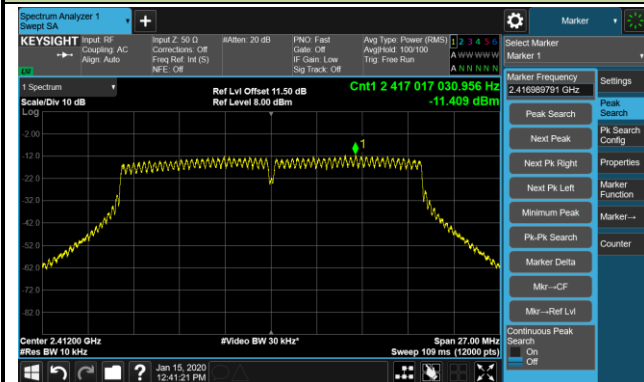 Spectrum Analyzer 1
Swept SA
+
Marker
KEYSIGHT
Input: RF
Coupling: AC
Align: Auto
Input Z: 50 Ω
Corrections: Off
Freq Ref: Int (S)
NFE: Off
#Atten: 20 dB
PNO: Fast
Gate: Off
IF Gain: Low
Sig Track: Off
Avg Type: Power (RMS)
Avg|Hold: 100/100
Trig: Free Run
1 2 3 4 5 6
A W W W W W
A N N N N N
Select Marker
Marker 1
1 Spectrum
Scale/Div 10 dB
Log
Ref Lvl Offset 11.50 dB
Ref Level 8.00 dBm
Cnt1 2 417 017 030.956 Hz
-11.409 dBm
1
-2.00
-12.0
-22.0
-32.0
-42.0
-52.0
-62.0
-72.0
-82.0
Center 2.41200 GHz
#Res BW 10 kHz
#Video BW 30 kHz*
Span 27.00 MHz
Sweep 109 ms (12000 pts)
Marker Frequency
2.416989791 GHz
Peak Search
Next Peak
Next Pk Right
Next Pk Left
Minimum Peak
Pk-Pk Search
Marker Delta
Mkr→CF
Mkr→Ref Lvl
Continuous Peak
Search
On
Off
Settings
Peak
Search
Pk Search
Config
Properties
Marker
Function
Marker→
Counter
?
Jan 15, 2020
12:41:21 PM